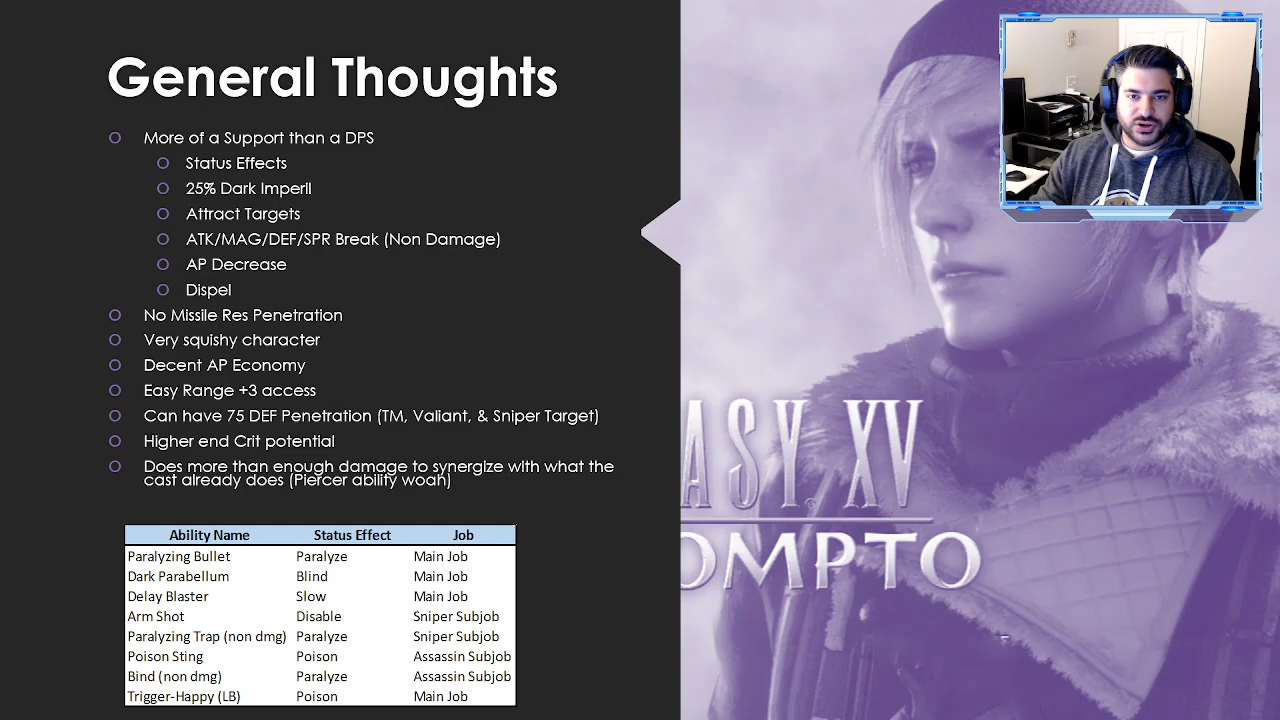 General Thoughts
More of a Support than a DPS
Status Effects
25% Dark Imperil
Attract Targets
ATK/MAG/DEF/SPR Break (Non Damage)
AP Decrease
Dispel
No Missile Res Penetration
Very squishy character
Decent AP Economy
Easy Range +3 access
Can have 75 DEF Penetration (TM, Valiant, & Sniper Target)
Higher end Crit potential
Does more than enough damage to synergize with what the
cast already does (Piercer ability woah)
Ability Name Status Effect Job
Paralyzing Bullet Paralyze Main Job
Dark Parabellum Blind Main Job
Delay Blaster Slow Main Job
Arm Shot Disable Sniper Subjob
Paralyzing Trap (non dmg) Paralyze Sniper Subjob
Poison Sting Poison Assassin Subjob
Bind (non dmg) Paralyze Assassin Subjob
Trigger-Happy (LB) Poison Main Job
ASY XV
OMPTO